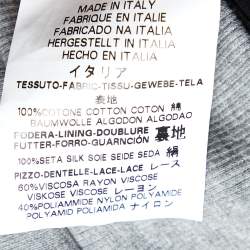 MADE IN ITALY
FABRIQUE EN ITALIE
FABRICADO NA ITALIA
HERGESTELLT IN ITALIEN
HECHO EN ITALIA
イタリア
TESSUTO-FABRIC-TISSU-GEWEBE-TELA
表地
100%COTONE COTTON COTON 綿
BAUMWOLLE ALGODON ALGODAO
FODERA-LINING-DOUBLURE 裏地
FUTTER-FORRO-GUARNCIÓN
100%SETA SILK SOIE SEIDE SEDA 絹
PIZZO-DENTELLE-LACE-LACE レース
60%VISCOSA RAYON VISCOSE
VISKOSE VISCOSE レーヨン
40%POLIAMMIDE NYLON POLYAMIDE
POLYAMID POLIAMIDA ナイロン